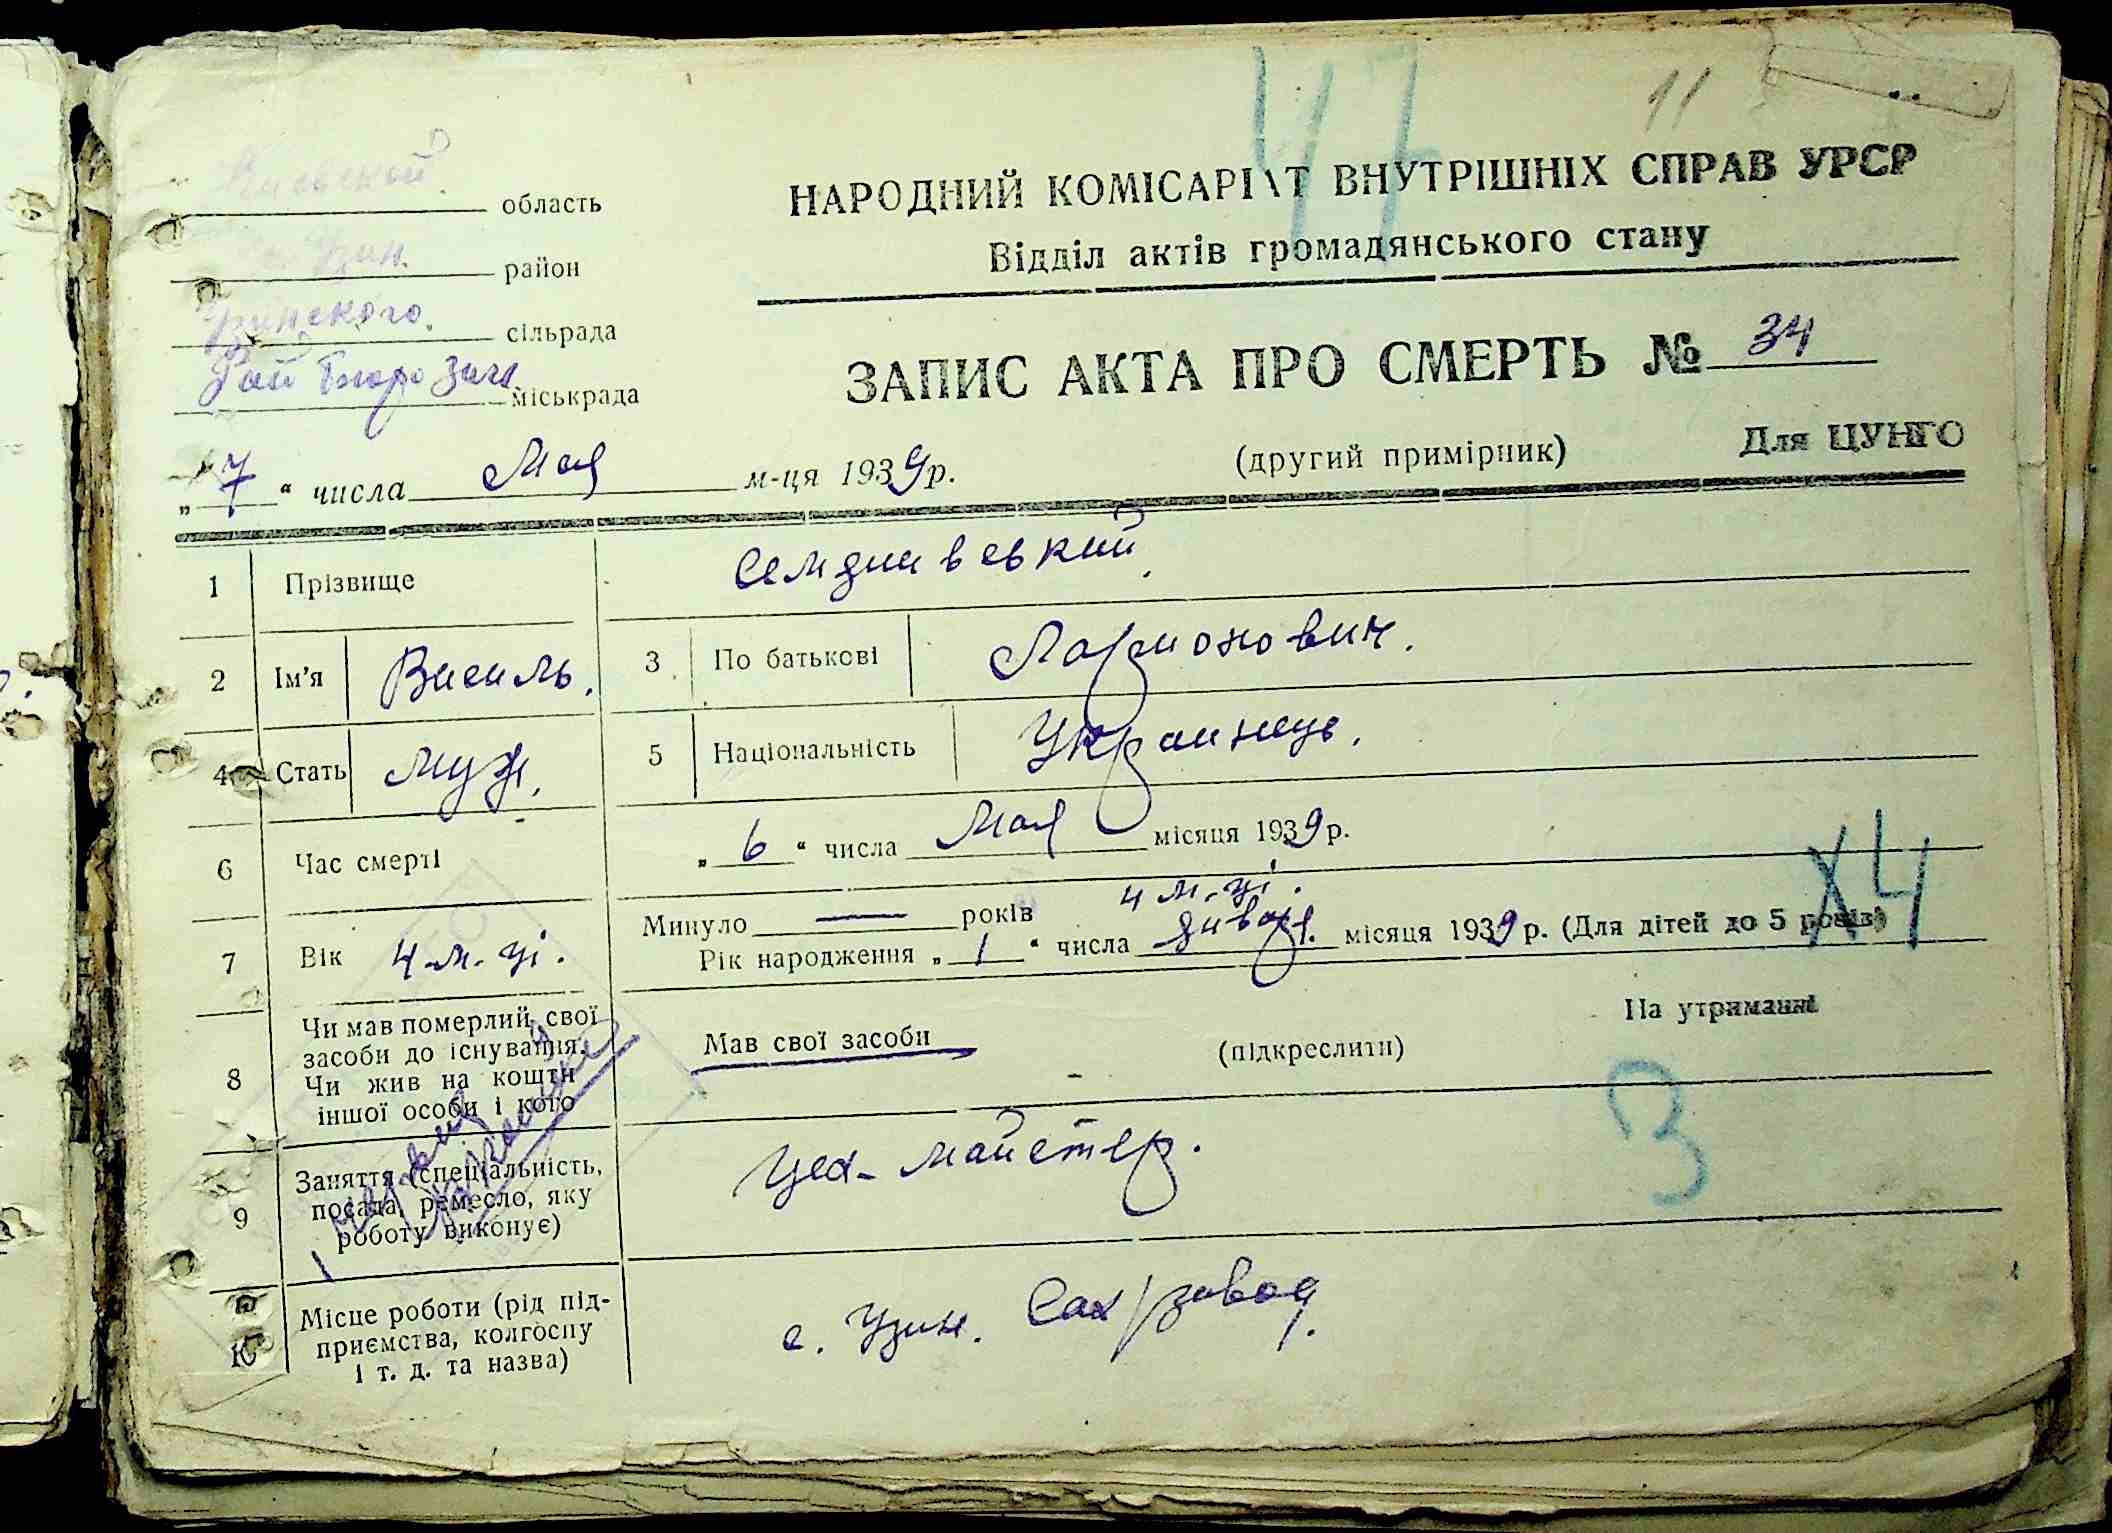 47
11
Киевской область
Узин. район
Узинского сільрада
Рай бюро Загс міськрада
НАРОДНИЙ КОМІСАРІАТ ВНУТРІШНІХ СПРАВ УРСР
Відділ актів громадянського стану
ЗАПИС АКТА ПРО СМЕРТЬ № 34
„7“ числа Мая м-ця 1939р.
(другий примірник) Для ЦУНГО
1 Прізвище
2 Ім'я Василь.
3 По батькові Ларионович.
4 Стать муж.
5 Національність Украинець.
6 Час смерті „6“ числа Мая місяця 1939р.
7 Вік 4-м-ці. Минуло — років 4 м-ці.
Рік народження „1“ числа января. місяця 1939р. (Для дітей до 5 років)
Х4
8 Чи мав померлий свої засоби до існування. Чи жив на кошти іншої особи і кого
Мав свої засоби (підкреслити) На утриманні
3
9 Заняття (спеціальність, посада, ремесло, яку роботу виконує)
Цех-майстер.
10 Місце роботи (рід підприємства, колгоспу і т. д. та назва)
с. Узин. Сах/завод.